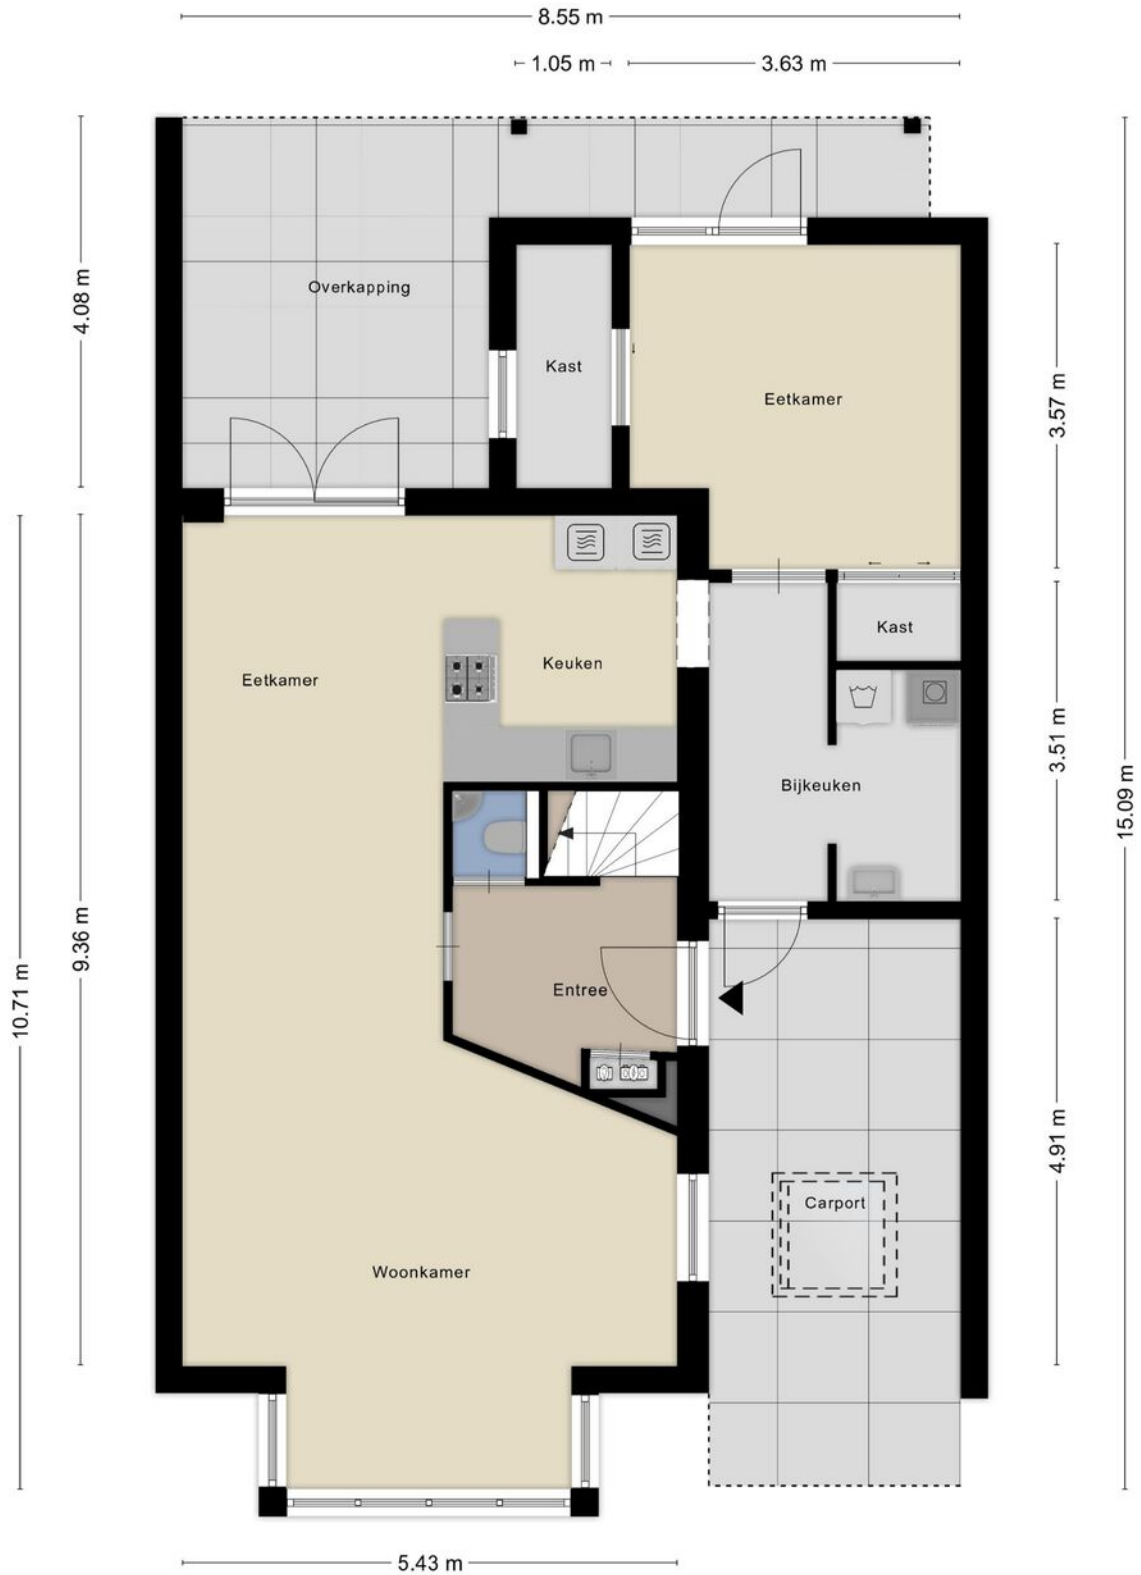 8.55 m
1.05 m
3.63 m
4.08 m
Overkapping
Kast
Eetkamer
3.57 m
Keuken
Eetkamer
Kast
3.51 m
Bijkeuken
15.09 m
9.36 m
10.71 m
Entree
4.91 m
Carport
Woonkamer
5.43 m